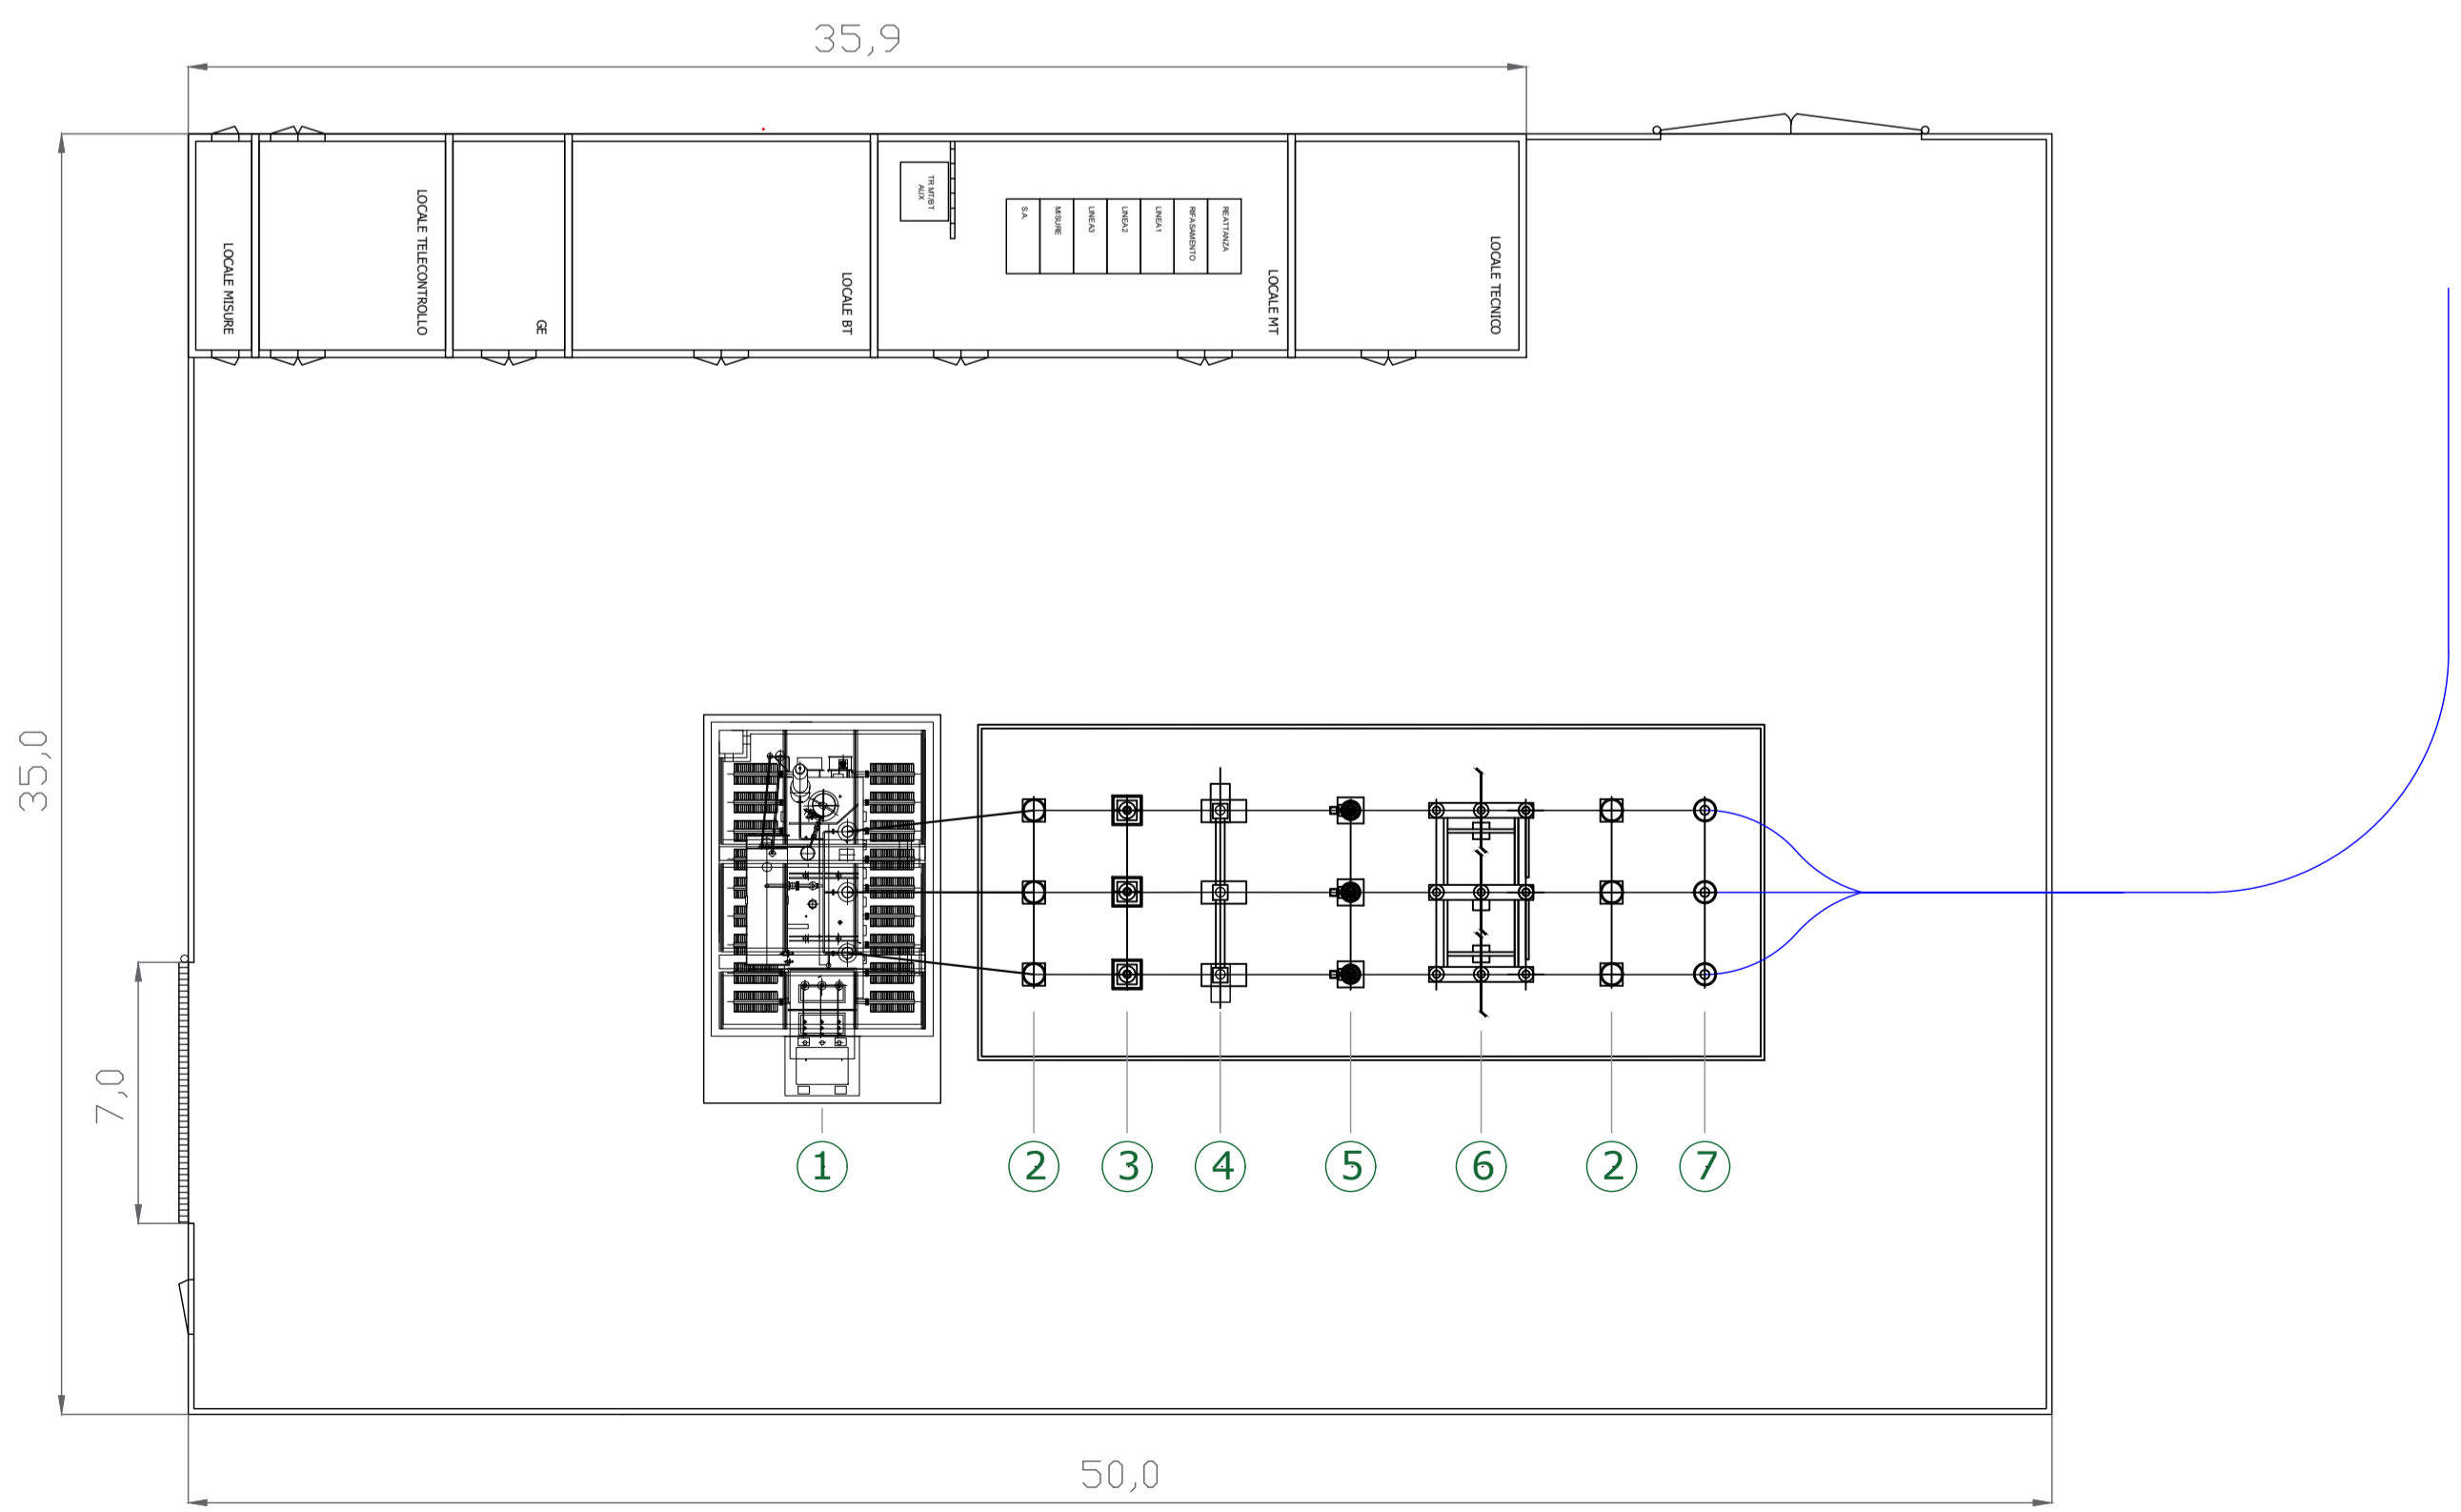 35,9
LOCALE MISURE
LOCALE TELECONTROLLO
GE
LOCALE BT
TR MT/BT
AUX
S.A.
MISURE
LINEA3
LINEA2
LINEA1
RIFASAMENTO
REATTANZA
LOCALE MT
LOCALE TECNICO
35,0
7,0
1
2
3
4
5
6
2
7
50,0